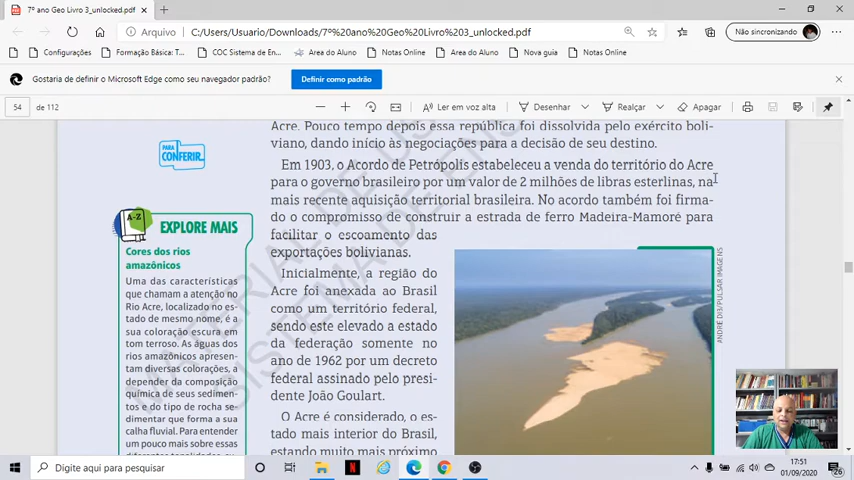 7º ano Geo Livro 3_unlocked.pdf
Arquivo
C:/Users/Usuario/Downloads/7º%20ano%20Geo%20Livro%203_unlocked.pdf
Não sincronizando
Configurações
Formação Básica: T...
COC Sistema de En...
Area do Aluno
Notas Online
Area do Aluno
Nova guia
Notas Online
Gostaria de definir o Microsoft Edge como seu navegador padrão?
Definir como padrão
54 de 112
Ler em voz alta
Desenhar
Realçar
Apagar
Acre. Pouco tempo depois essa república foi dissolvida pelo exército boli-
viano, dando início às negociações para a decisão de seu destino.
PARA
CONFERIR
Em 1903, o Acordo de Petrópolis estabeleceu a venda do território do Acre
para o governo brasileiro por um valor de 2 milhões de libras esterlinas, na
mais recente aquisição territorial brasileira. No acordo também foi firma-
do o compromisso de construir a estrada de ferro Madeira-Mamoré para
facilitar o escoamento das
exportações bolivianas.
Inicialmente, a região do
Acre foi anexada ao Brasil
como um território federal,
sendo este elevado a estado
da federação somente no
ano de 1962 por um decreto
federal assinado pelo presi-
dente João Goulart.
O Acre é considerado, o es-
tado mais interior do Brasil,
estando muito mais próximo
A-Z
EXPLORE MAIS
Cores dos rios
amazônicos
Uma das características
que chamam a atenção no
Rio Acre, localizado no es-
tado de mesmo nome, é a
sua coloração escura em
tom terroso. As águas dos
rios amazônicos apresen-
tam diversas colorações, a
depender da composição
química de seus sedimen-
tos e do tipo de rocha se-
dimentar que forma a sua
calha fluvial. Para entender
um pouco mais sobre essas
ANDRÉ DIB/PULSAR IMAGENS
MATERIAL DE US
SISTEMA DE ENS
Digite aqui para pesquisar
17:51
01/09/2020
26